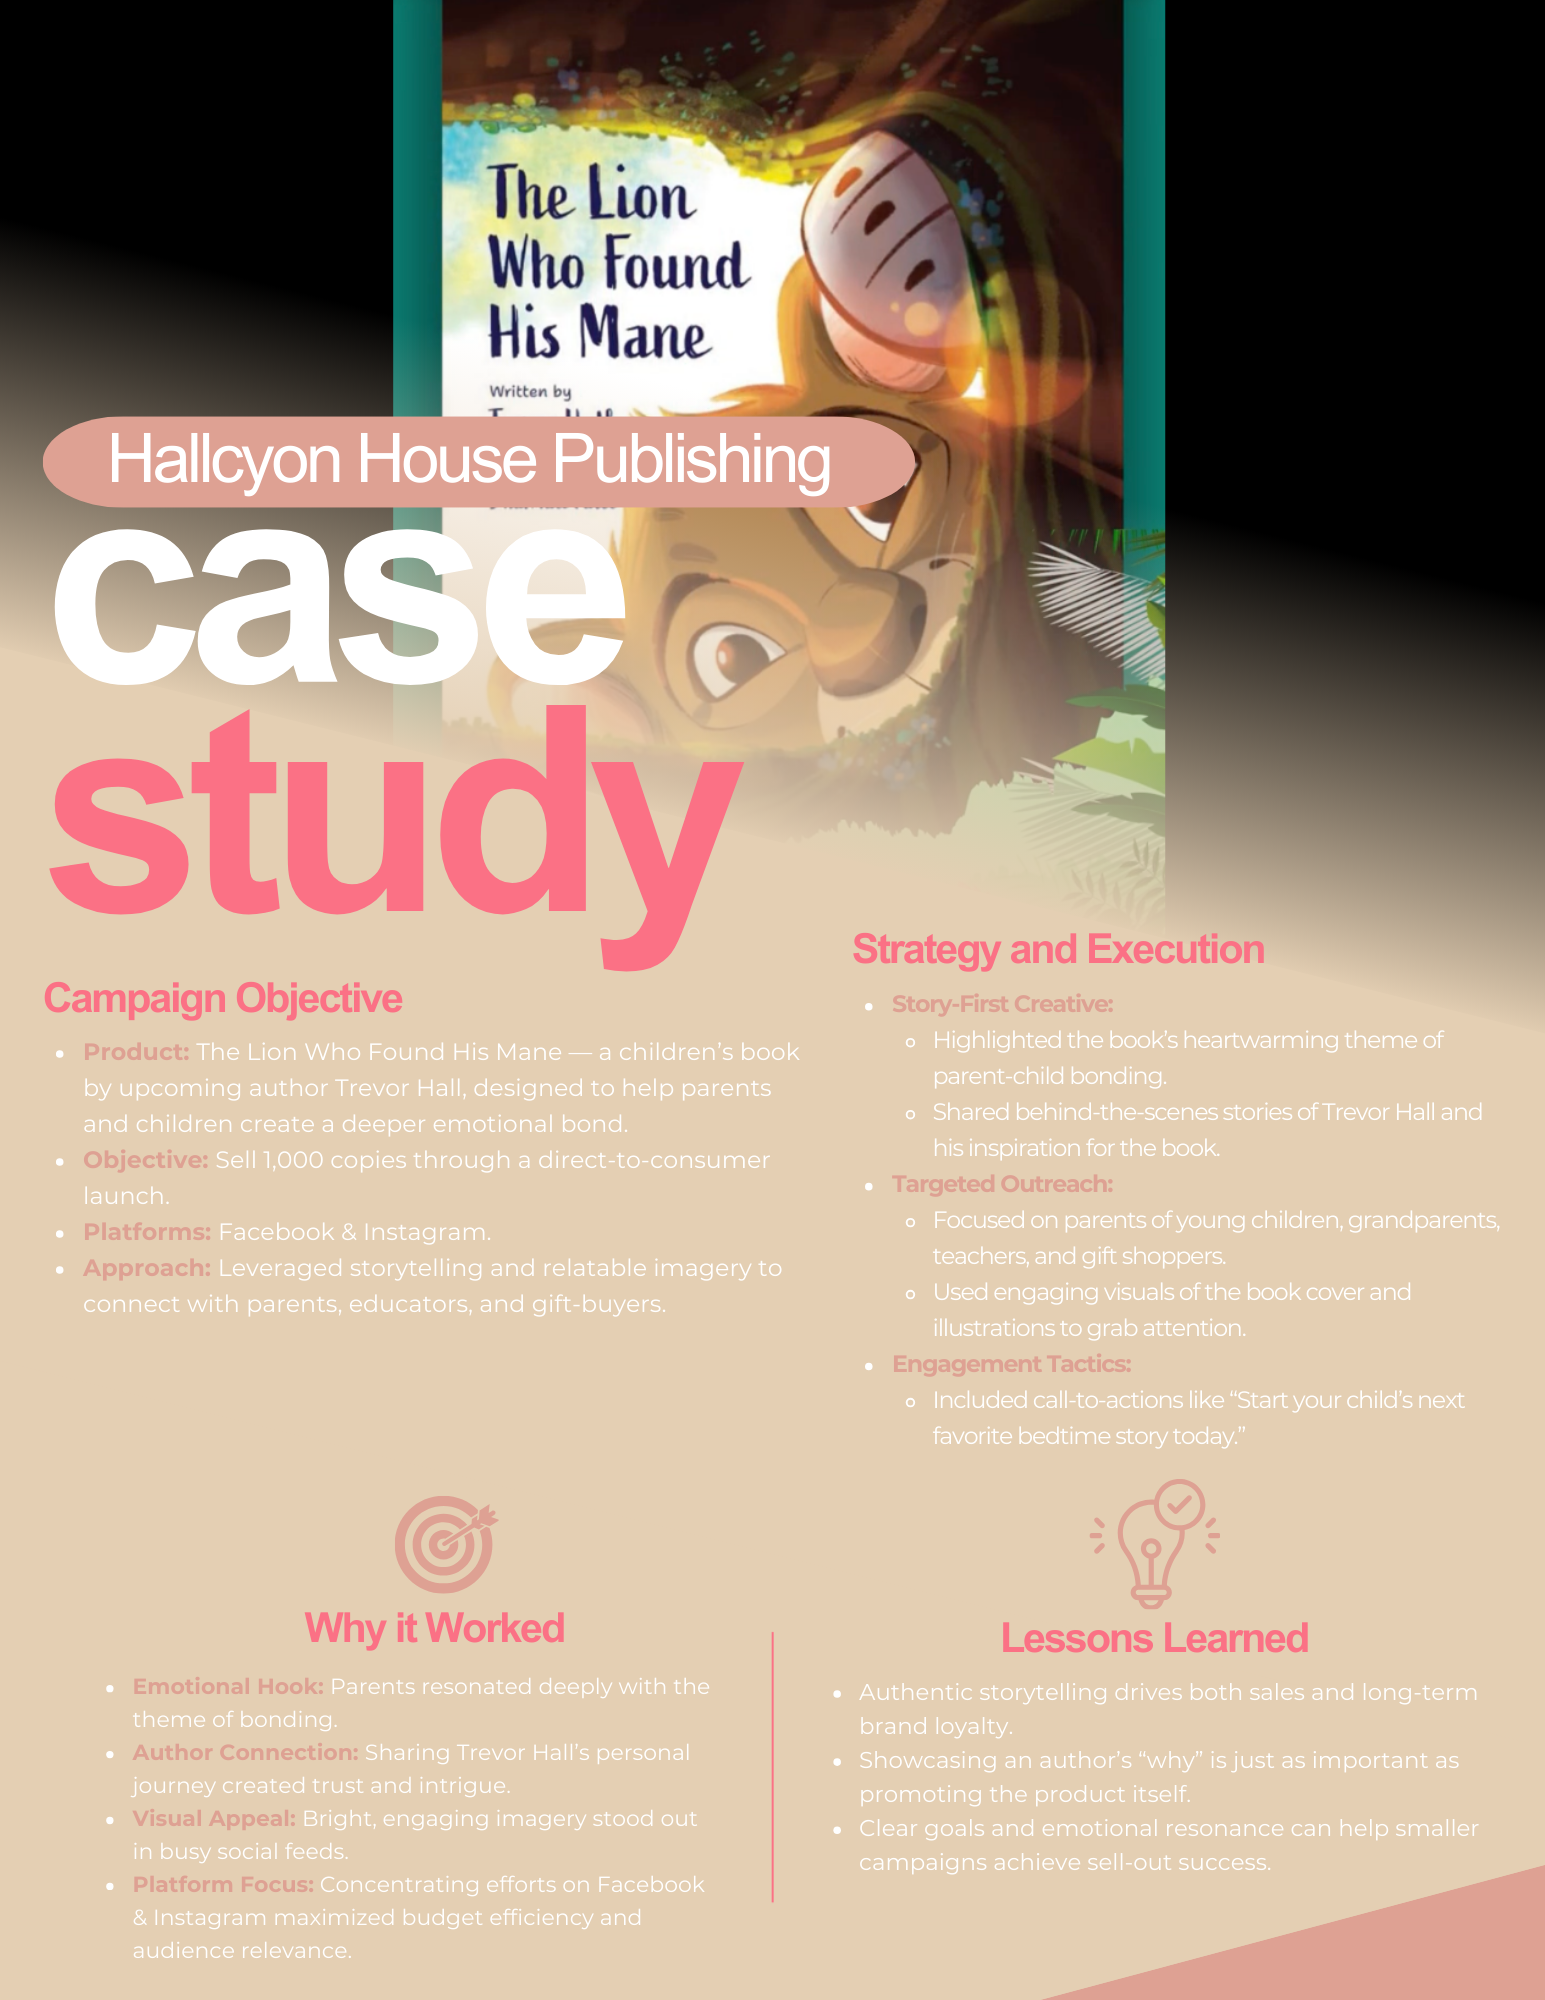 The Lion
Who Found
His Mane
Written by
Hallcyon House Publishing
case
study
Campaign Objective
• Product: The Lion Who Found His Mane — a children’s book
by upcoming author Trevor Hall, designed to help parents
and children create a deeper emotional bond.
• Objective: Sell 1,000 copies through a direct-to-consumer
launch.
• Platforms: Facebook & Instagram.
• Approach: Leveraged storytelling and relatable imagery to
connect with parents, educators, and gift-buyers.
Strategy and Execution
• Story-First Creative:
◦ Highlighted the book’s heartwarming theme of
parent-child bonding.
◦ Shared behind-the-scenes stories of Trevor Hall and
his inspiration for the book.
• Targeted Outreach:
◦ Focused on parents of young children, grandparents,
teachers, and gift shoppers.
◦ Used engaging visuals of the book cover and
illustrations to grab attention.
• Engagement Tactics:
◦ Included call-to-actions like “Start your child’s next
favorite bedtime story today.”
Why it Worked
• Emotional Hook: Parents resonated deeply with the
theme of bonding.
• Author Connection: Sharing Trevor Hall’s personal
journey created trust and intrigue.
• Visual Appeal: Bright, engaging imagery stood out
in busy social feeds.
• Platform Focus: Concentrating efforts on Facebook
& Instagram maximized budget efficiency and
audience relevance.
Lessons Learned
• Authentic storytelling drives both sales and long-term
brand loyalty.
• Showcasing an author’s “why” is just as important as
promoting the product itself.
• Clear goals and emotional resonance can help smaller
campaigns achieve sell-out success.